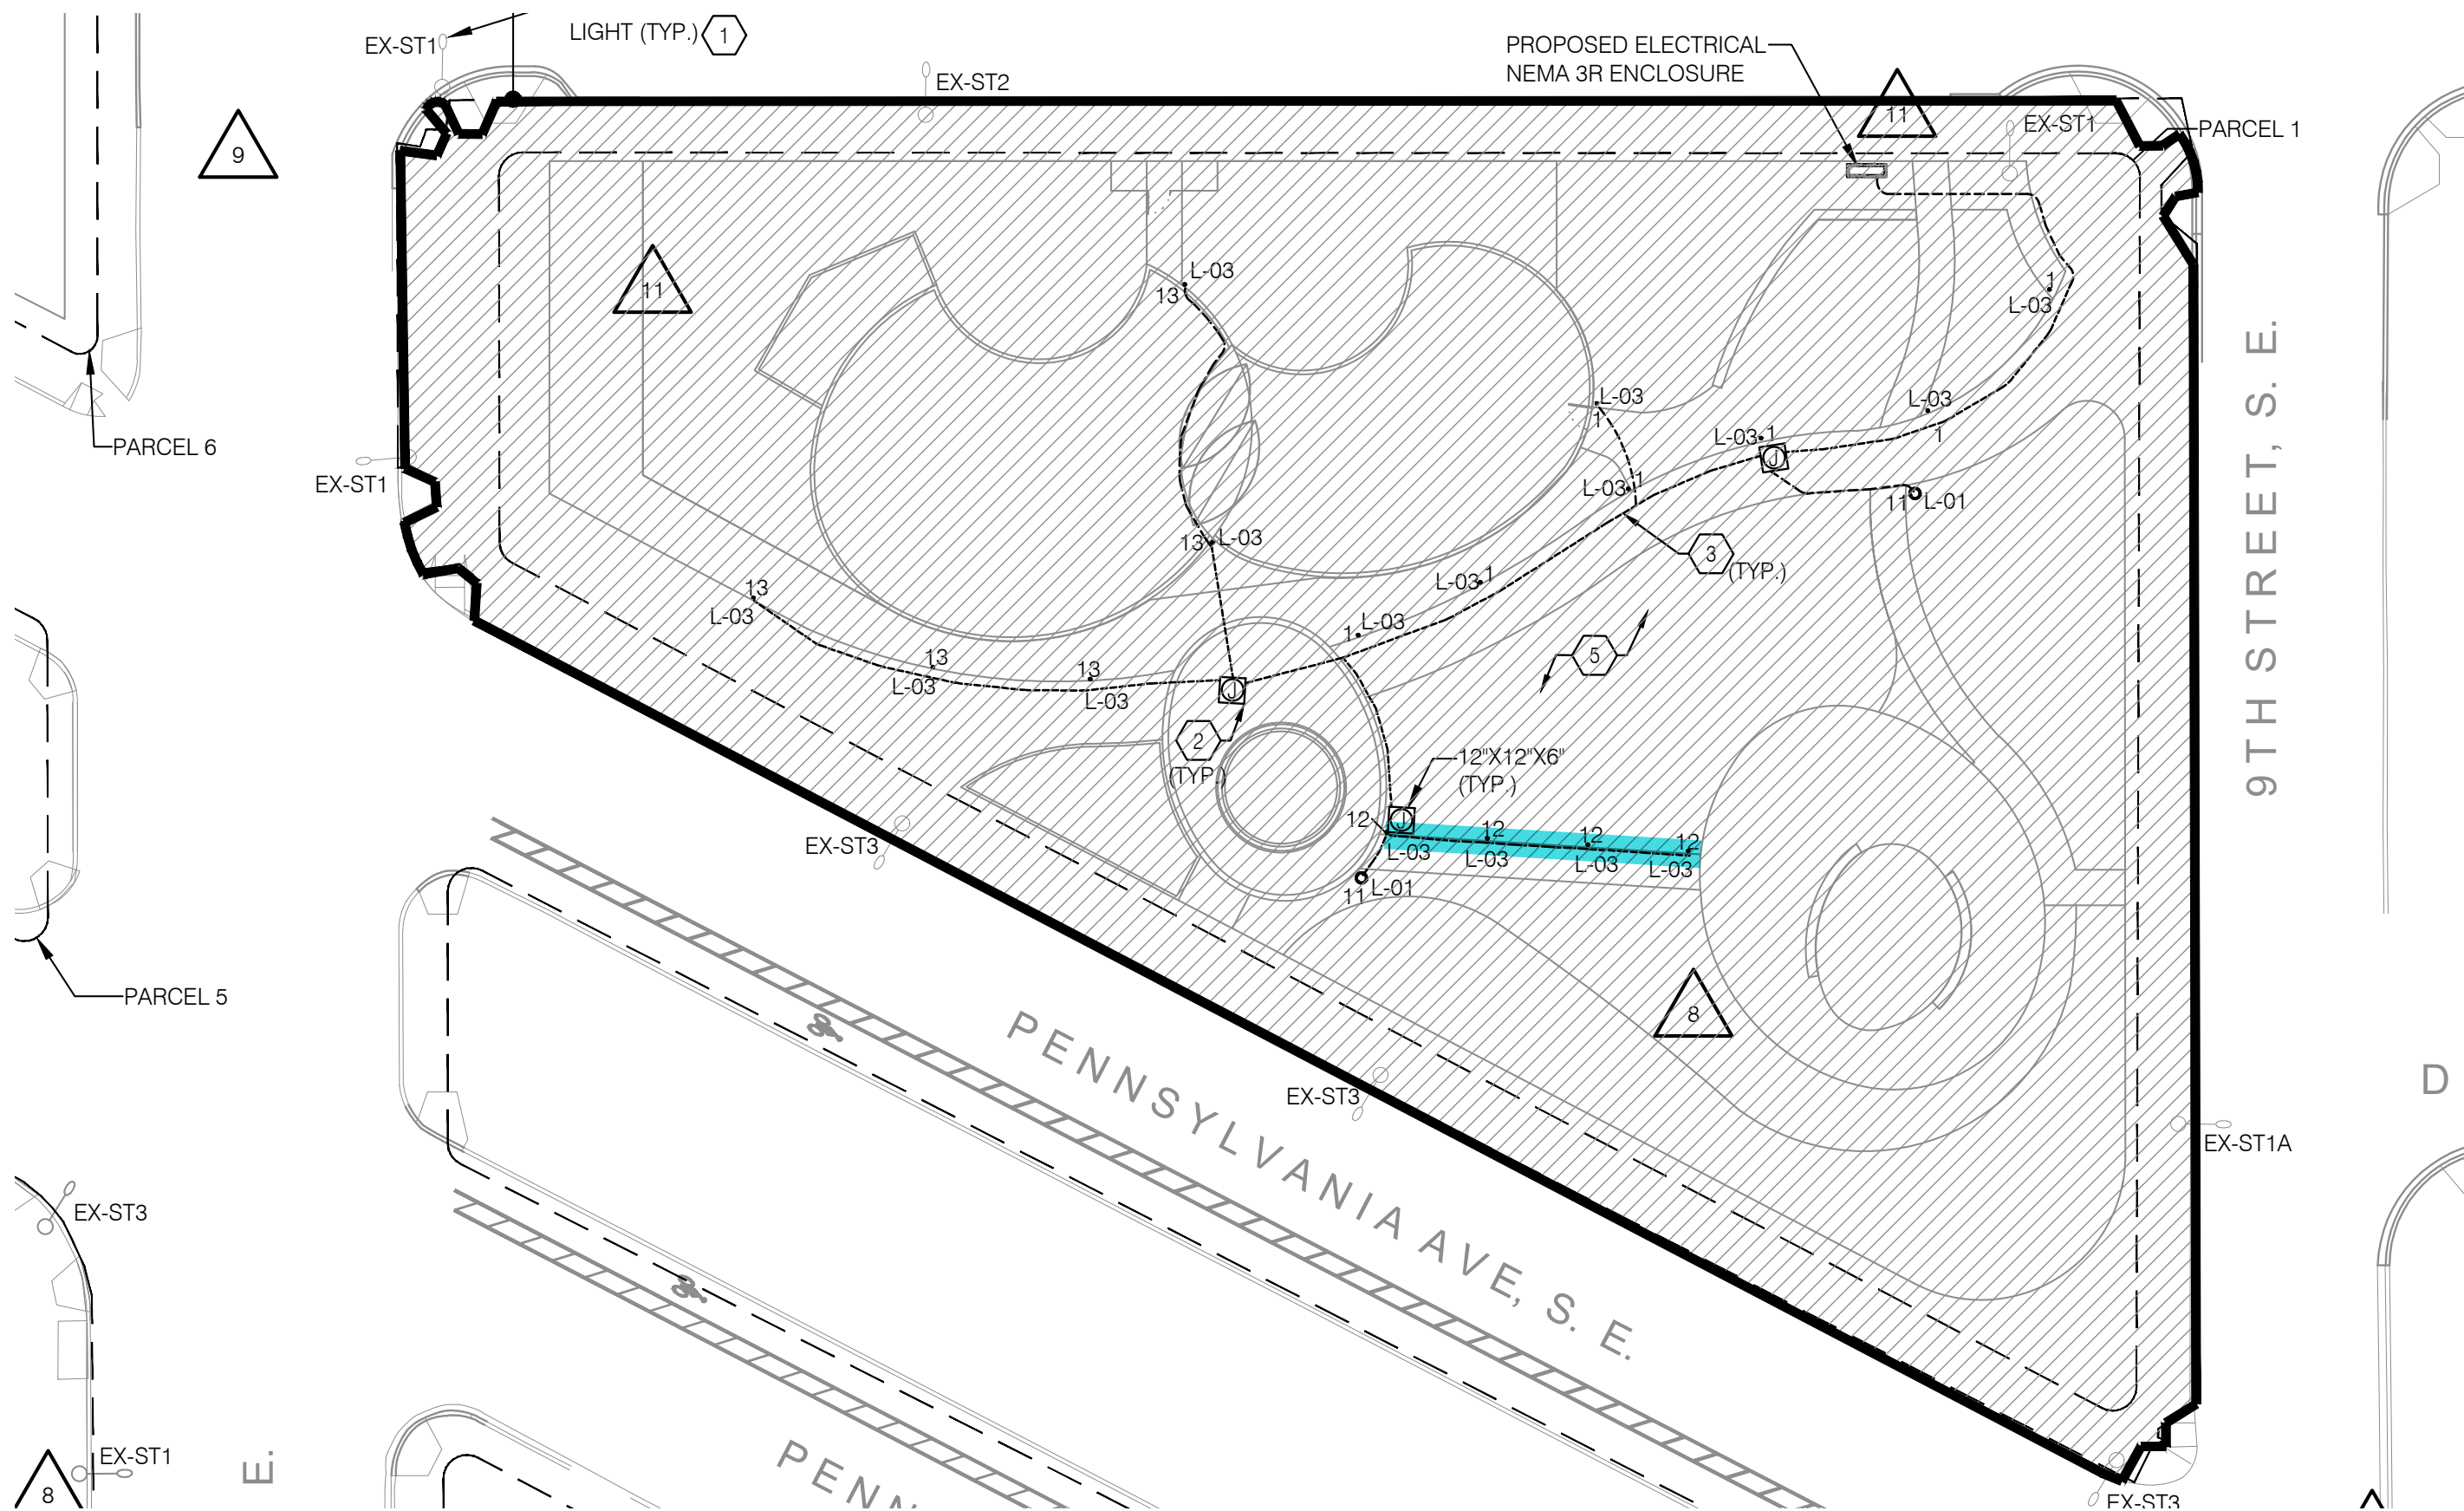 LIGHT (TYP.) 1
EX-ST1
EX-ST2
PROPOSED ELECTRICAL
NEMA 3R ENCLOSURE
11
EX-ST1
PARCEL 1
9
11
L-03
13
1
L-03
PARCEL 6
L-03
1
L-03
1
L-03
1
EX-ST1
L-03
1
11
L-01
13
L-03
3
(TYP.)
L-03
1
13
L-03
1
L-03
13
L-03
13
L-03
J
J
5
2
(TYP.)
12"X12"X6"
(TYP.)
J
12
12
12
12
L-03
L-03
L-03
L-03
11
L-01
EX-ST3
9TH STREET, S. E.
PARCEL 5
8
PENNSYLVANIA AVE, S. E.
EX-ST3
D
EX-ST1A
EX-ST3
EX-ST1
8
E.
PENN
EX-ST3